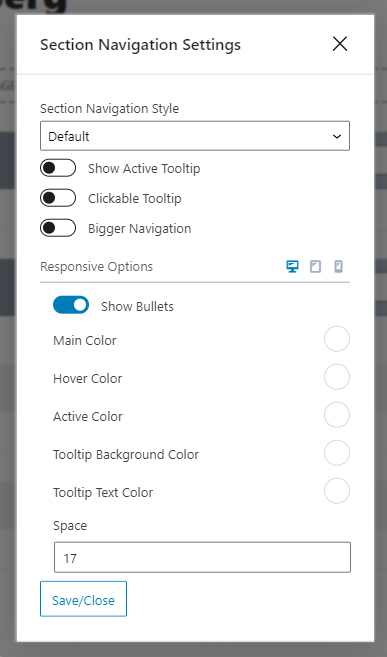 Section Navigation Settings
Section Navigation Style
Default
Show Active Tooltip
Clickable Tooltip
Bigger Navigation
Responsive Options
Show Bullets
Main Color
Hover Color
Active Color
Tooltip Background Color
Tooltip Text Color
Space
17
Save/Close